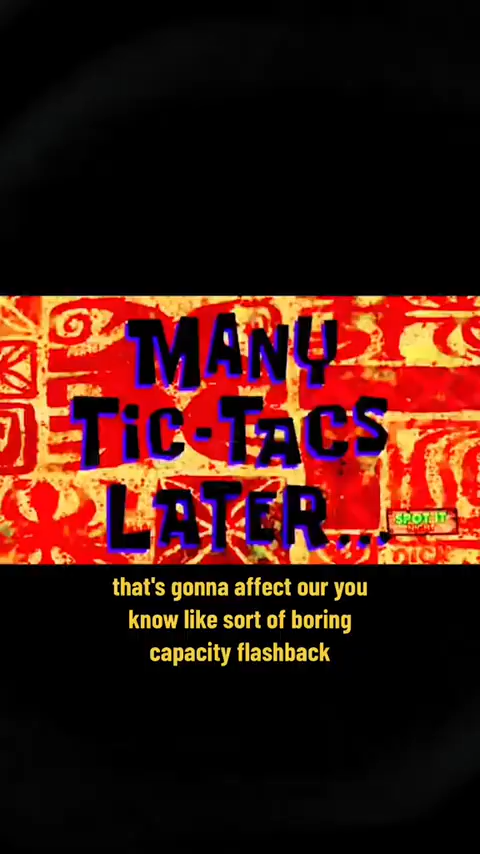 MANY
TIC-TACS
LATER...
SPOT IT
that's gonna affect our you
know like sort of boring
capacity flashback